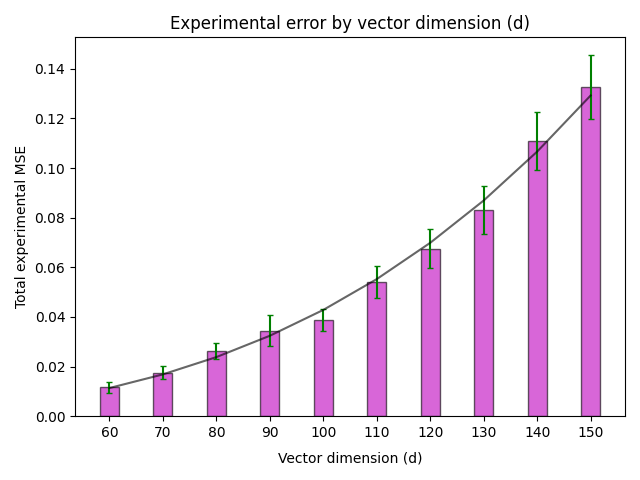 Experimental error by vector dimension (d)
Total experimental MSE
0.14
0.12
0.10
0.08
0.06
0.04
0.02
0.00
60 70 80 90 100 110 120 130 140 150
Vector dimension (d)